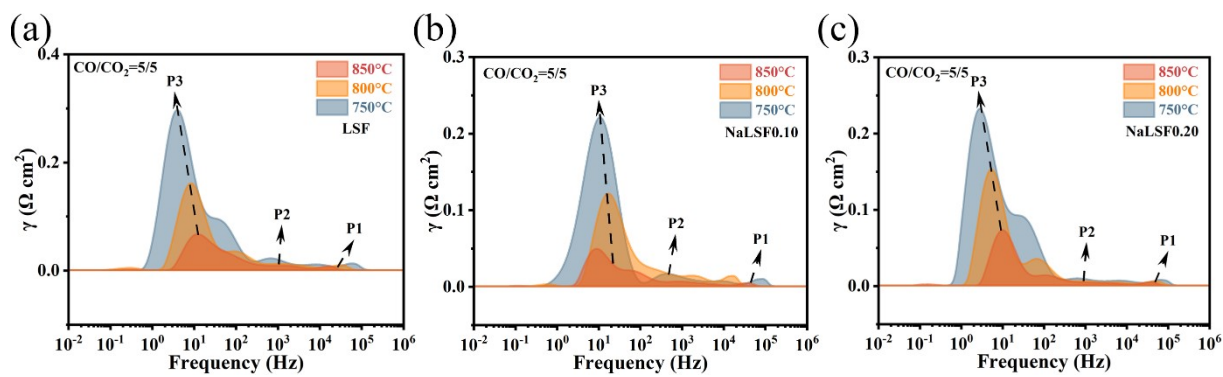 (a)
CO/CO₂=5/5
850°C
800°C
750°C
LSF
P3
P2
P1
0.4
0.2
0.0
γ (Ω cm²)
10⁻² 10⁻¹ 10⁰ 10¹ 10² 10³ 10⁴ 10⁵ 10⁶
Frequency (Hz)
(b)
CO/CO₂=5/5
850°C
800°C
750°C
NaLSF0.10
P3
P2
P1
0.3
0.2
0.1
0.0
γ (Ω cm²)
10⁻² 10⁻¹ 10⁰ 10¹ 10² 10³ 10⁴ 10⁵ 10⁶
Frequency (Hz)
(c)
CO/CO₂=5/5
850°C
800°C
750°C
NaLSF0.20
P3
P2
P1
0.3
0.2
0.1
0.0
γ (Ω cm²)
10⁻² 10⁻¹ 10⁰ 10¹ 10² 10³ 10⁴ 10⁵ 10⁶
Frequency (Hz)